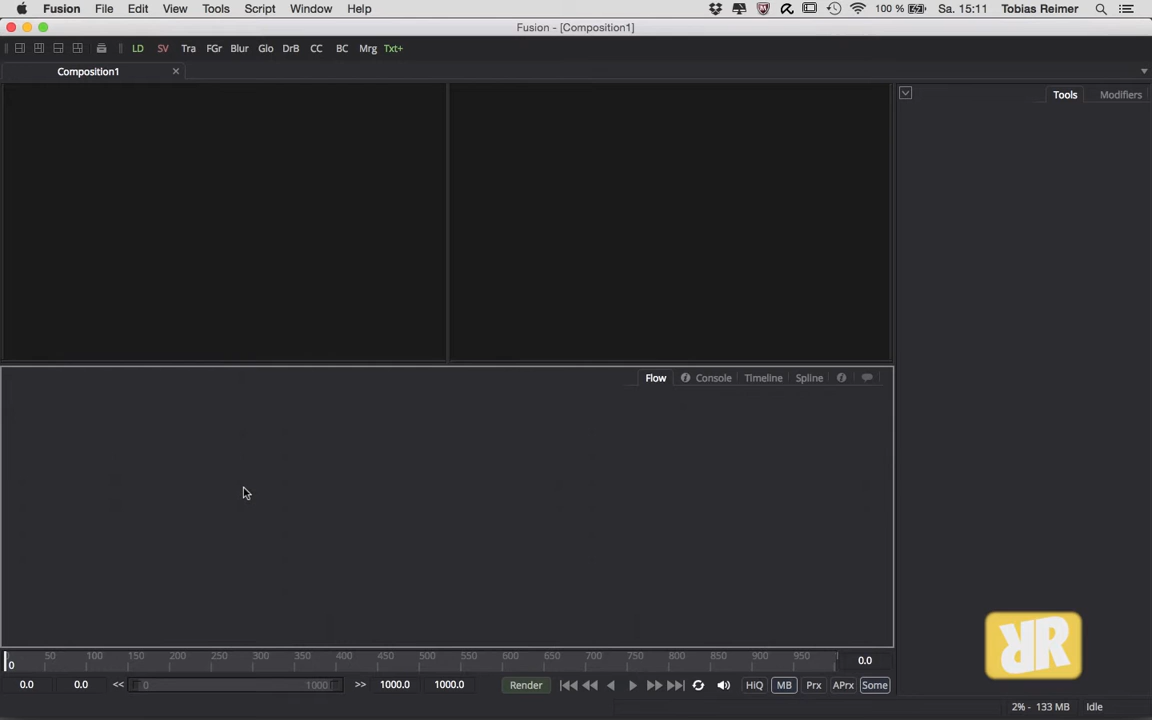 Fusion File Edit View Tools Script Window Help 100 % Sa. 15:11 Tobias Reimer
Fusion - [Composition1]
LD SV Tra FGr Blur Glo DrB CC BC Mrg Txt+
Composition1
Tools Modifiers
Flow Console Timeline Spline
0 50 100 150 200 250 300 350 400 450 500 550 600 650 700 750 800 850 900 950 0.0
0.0 0.0 << 0 1000 >> 1000.0 1000.0 Render HiQ MB Prx APrx Some
2% - 133 MB Idle
RR